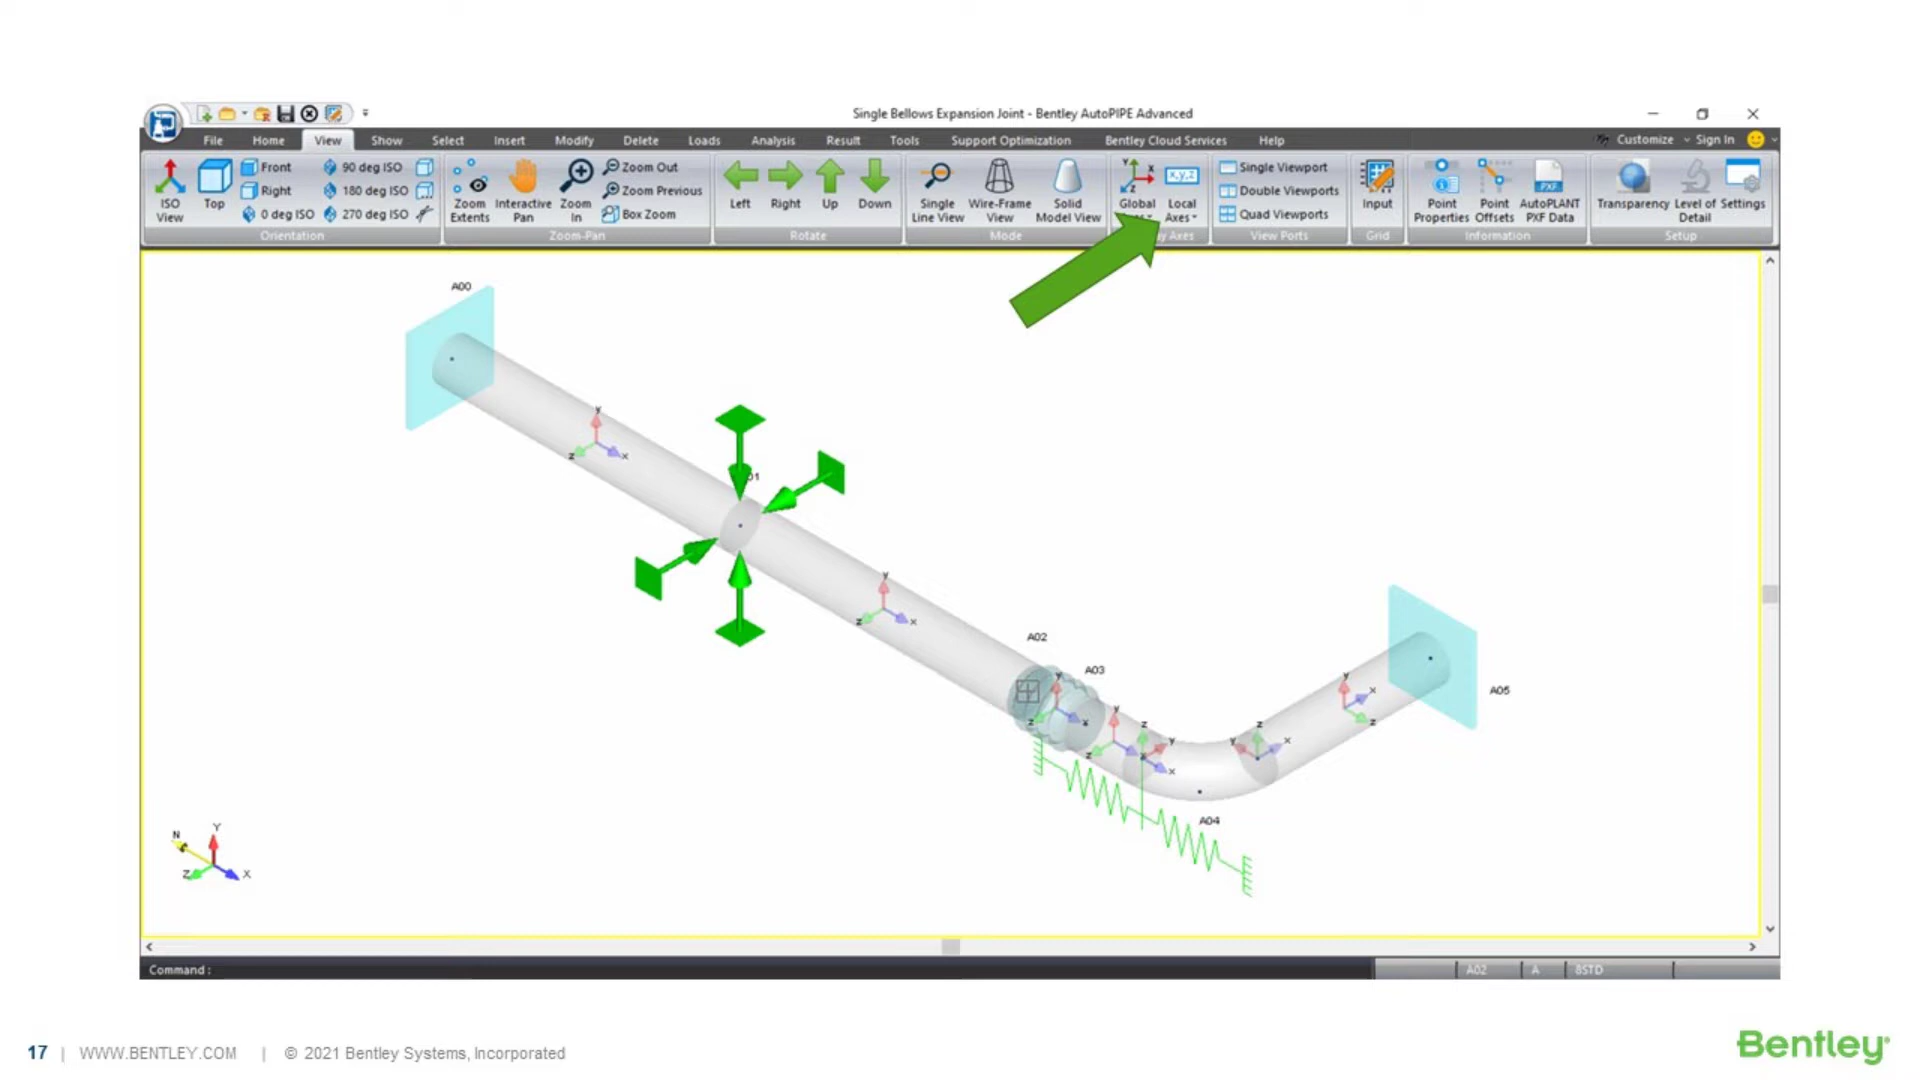 Single Bellows Expansion Joint - Bentley AutoPIPE Advanced
File Home View Show Select Insert Modify Delete Loads Analysis Result Tools Support Optimization Bentley Cloud Services Help Customize Sign In
ISO View
Top
Front
Right
0 deg ISO
90 deg ISO
180 deg ISO
270 deg ISO
Orientation
Zoom Extents
Interactive Pan
Zoom In
Zoom Out
Zoom Previous
Box Zoom
Zoom-Pan
Left
Right
Up
Down
Rotate
Single Line View
Wire-Frame View
Solid Model View
Mode
Y
X
Z
Global
x,y,z
Local Axes
Axes
Single Viewport
Double Viewports
Quad Viewports
View Ports
Input
Grid
Point Properties
Point Offsets
PXF
AutoPLANT PXF Data
Information
Transparency
Level of Detail
Settings
Setup
A00
y
z
x
y
z
x
A02
A03
y
z
x
y
z
z
y
x
z
y
x
y
x
z
A04
A05
N
Y
Z
X
Command :
A02
A
8STD
17 | WWW.BENTLEY.COM | © 2021 Bentley Systems, Incorporated
Bentley